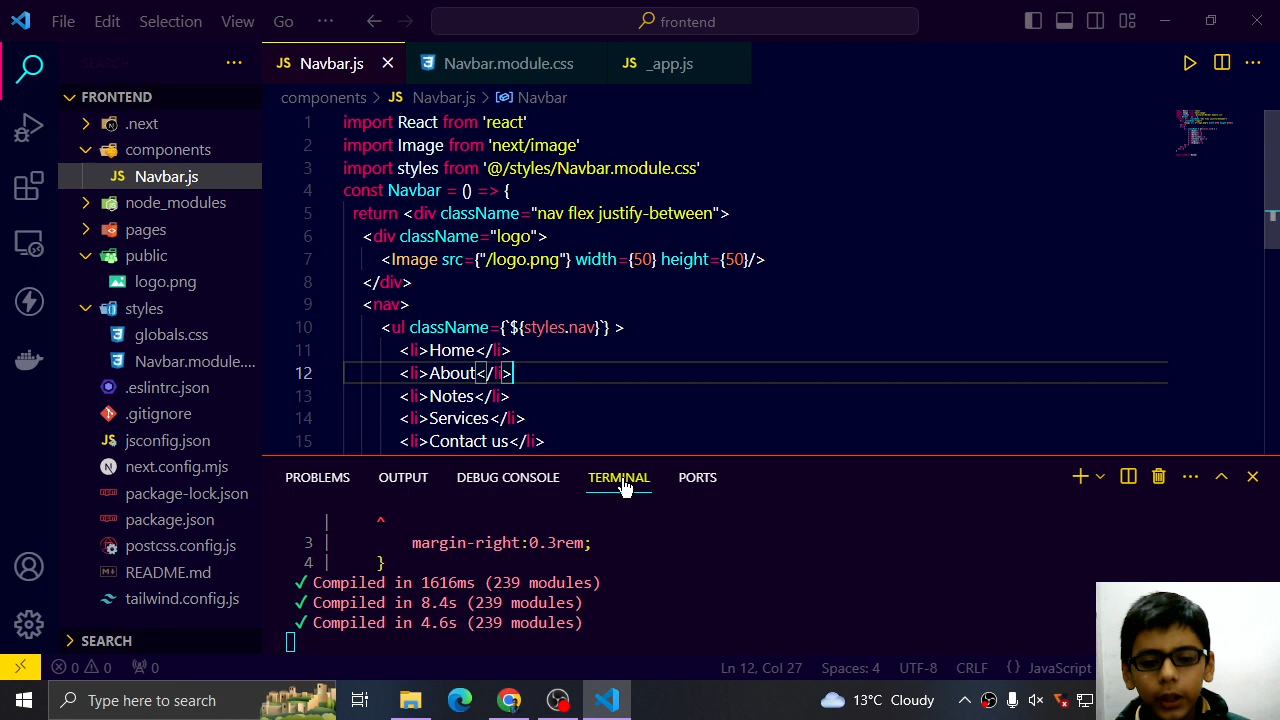 File Edit Selection View Go ··· frontend
SEARCH ···
Navbar.js Navbar.module.css _app.js
FRONTEND
components > JS Navbar.js > Navbar
.next
components
JS Navbar.js
node_modules
pages
public
logo.png
styles
globals.css
Navbar.module....
.eslintrc.json
.gitignore
JS jsconfig.json
N next.config.mjs
package-lock.json
package.json
postcss.config.js
README.md
tailwind.config.js
SEARCH
1 import React from 'react'
2 import Image from 'next/image'
3 import styles from '@/styles/Navbar.module.css'
4 const Navbar = () => {
5 return <div className="nav flex justify-between">
6 <div className="logo">
7 <Image src={"/logo.png"} width={50} height={50}/>
8 </div>
9 <nav>
10 <ul className={`${styles.nav}`} >
11 <li>Home</li>
12 <li>About</li>
13 <li>Notes</li>
14 <li>Services</li>
15 <li>Contact us</li>
PROBLEMS OUTPUT DEBUG CONSOLE TERMINAL PORTS
| ^
3 | margin-right:0.3rem;
4 | }
✓ Compiled in 1616ms (239 modules)
✓ Compiled in 8.4s (239 modules)
✓ Compiled in 4.6s (239 modules)
0 0 0 Ln 12, Col 27 Spaces: 4 UTF-8 CRLF {} JavaScript
Type here to search 13°C Cloudy